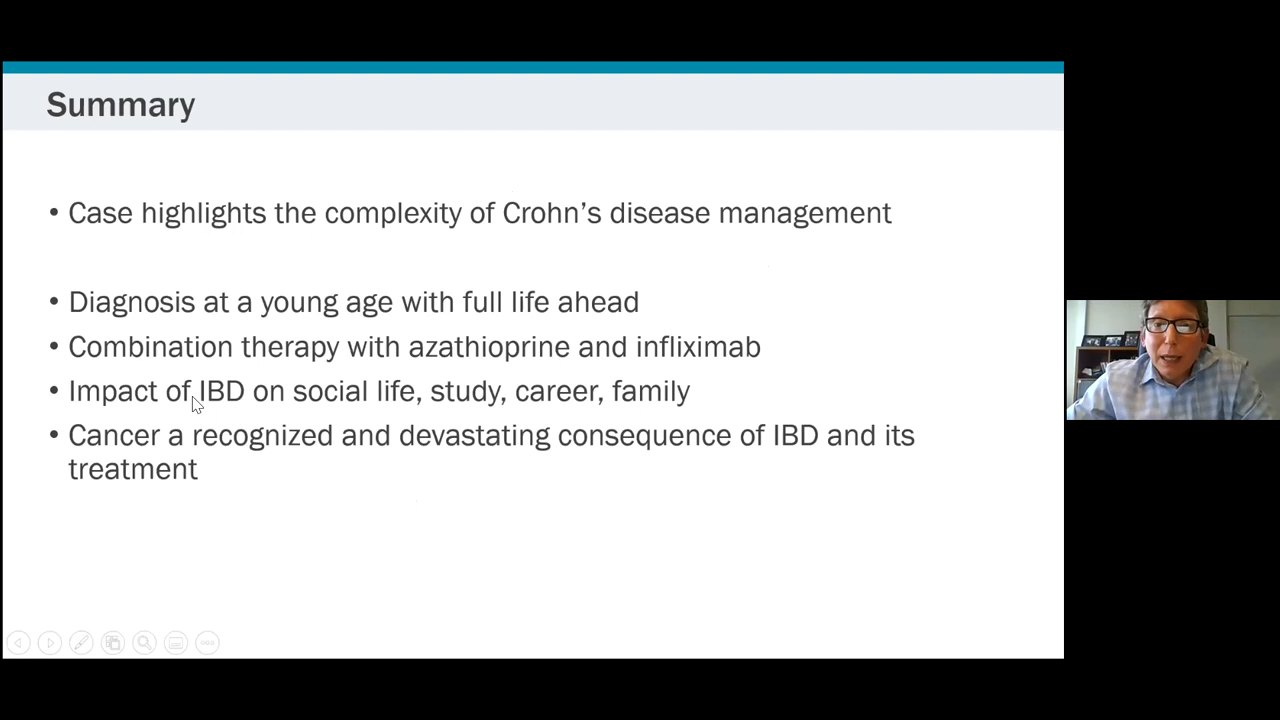 Summary
• Case highlights the complexity of Crohn’s disease management
• Diagnosis at a young age with full life ahead
• Combination therapy with azathioprine and infliximab
• Impact of IBD on social life, study, career, family
• Cancer a recognized and devastating consequence of IBD and its
treatment